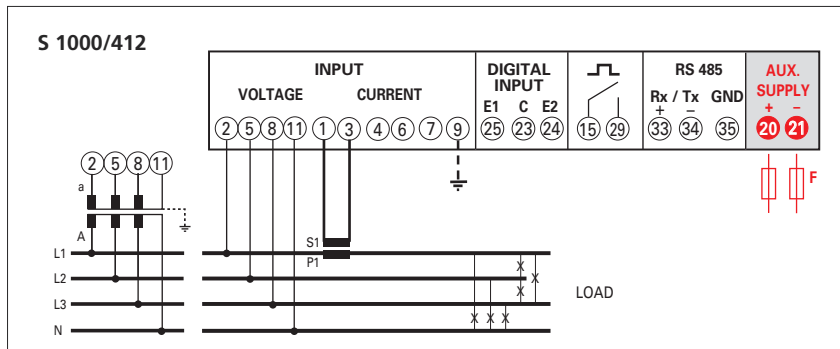 S 1000/412
INPUT
DIGITAL
INPUT
RS 485
AUX.
SUPPLY
VOLTAGE
CURRENT
E1 C E2
Rx / Tx GND
+ −
+ −
2 5 8 11 1 3 4 6 7 9 25 23 24 15 29 33 34 35 20 21
2 5 8 11
F
a
A
S1
P1
L1
L2
L3
N
X
X
X
X X X
LOAD